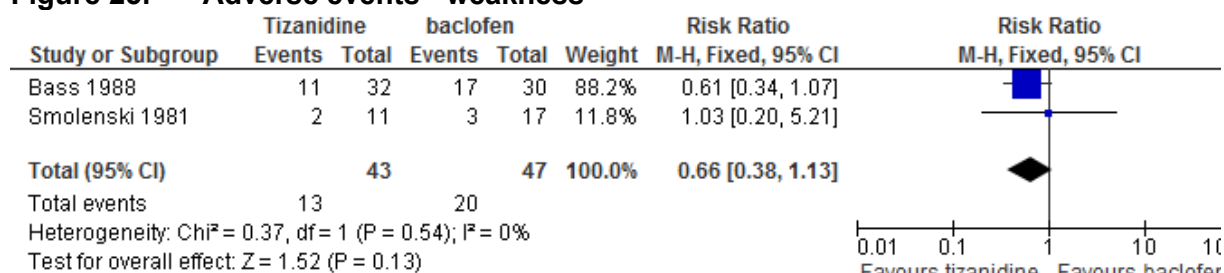 Adverse events - weakness
Tizanidine baclofen Risk Ratio Risk Ratio
Study or Subgroup Events Total Events Total Weight M-H, Fixed, 95% CI M-H, Fixed, 95% CI
Bass 1988 11 32 17 30 88.2% 0.61 [0.34, 1.07]
Smolenski 1981 2 11 3 17 11.8% 1.03 [0.20, 5.21]
Total (95% CI) 43 47 100.0% 0.66 [0.38, 1.13]
Total events 13 20
Heterogeneity: Chi² = 0.37, df = 1 (P = 0.54); I² = 0%
Test for overall effect: Z = 1.52 (P = 0.13)
0.01 0.1 1 10
Favours tizanidine Favours baclofen